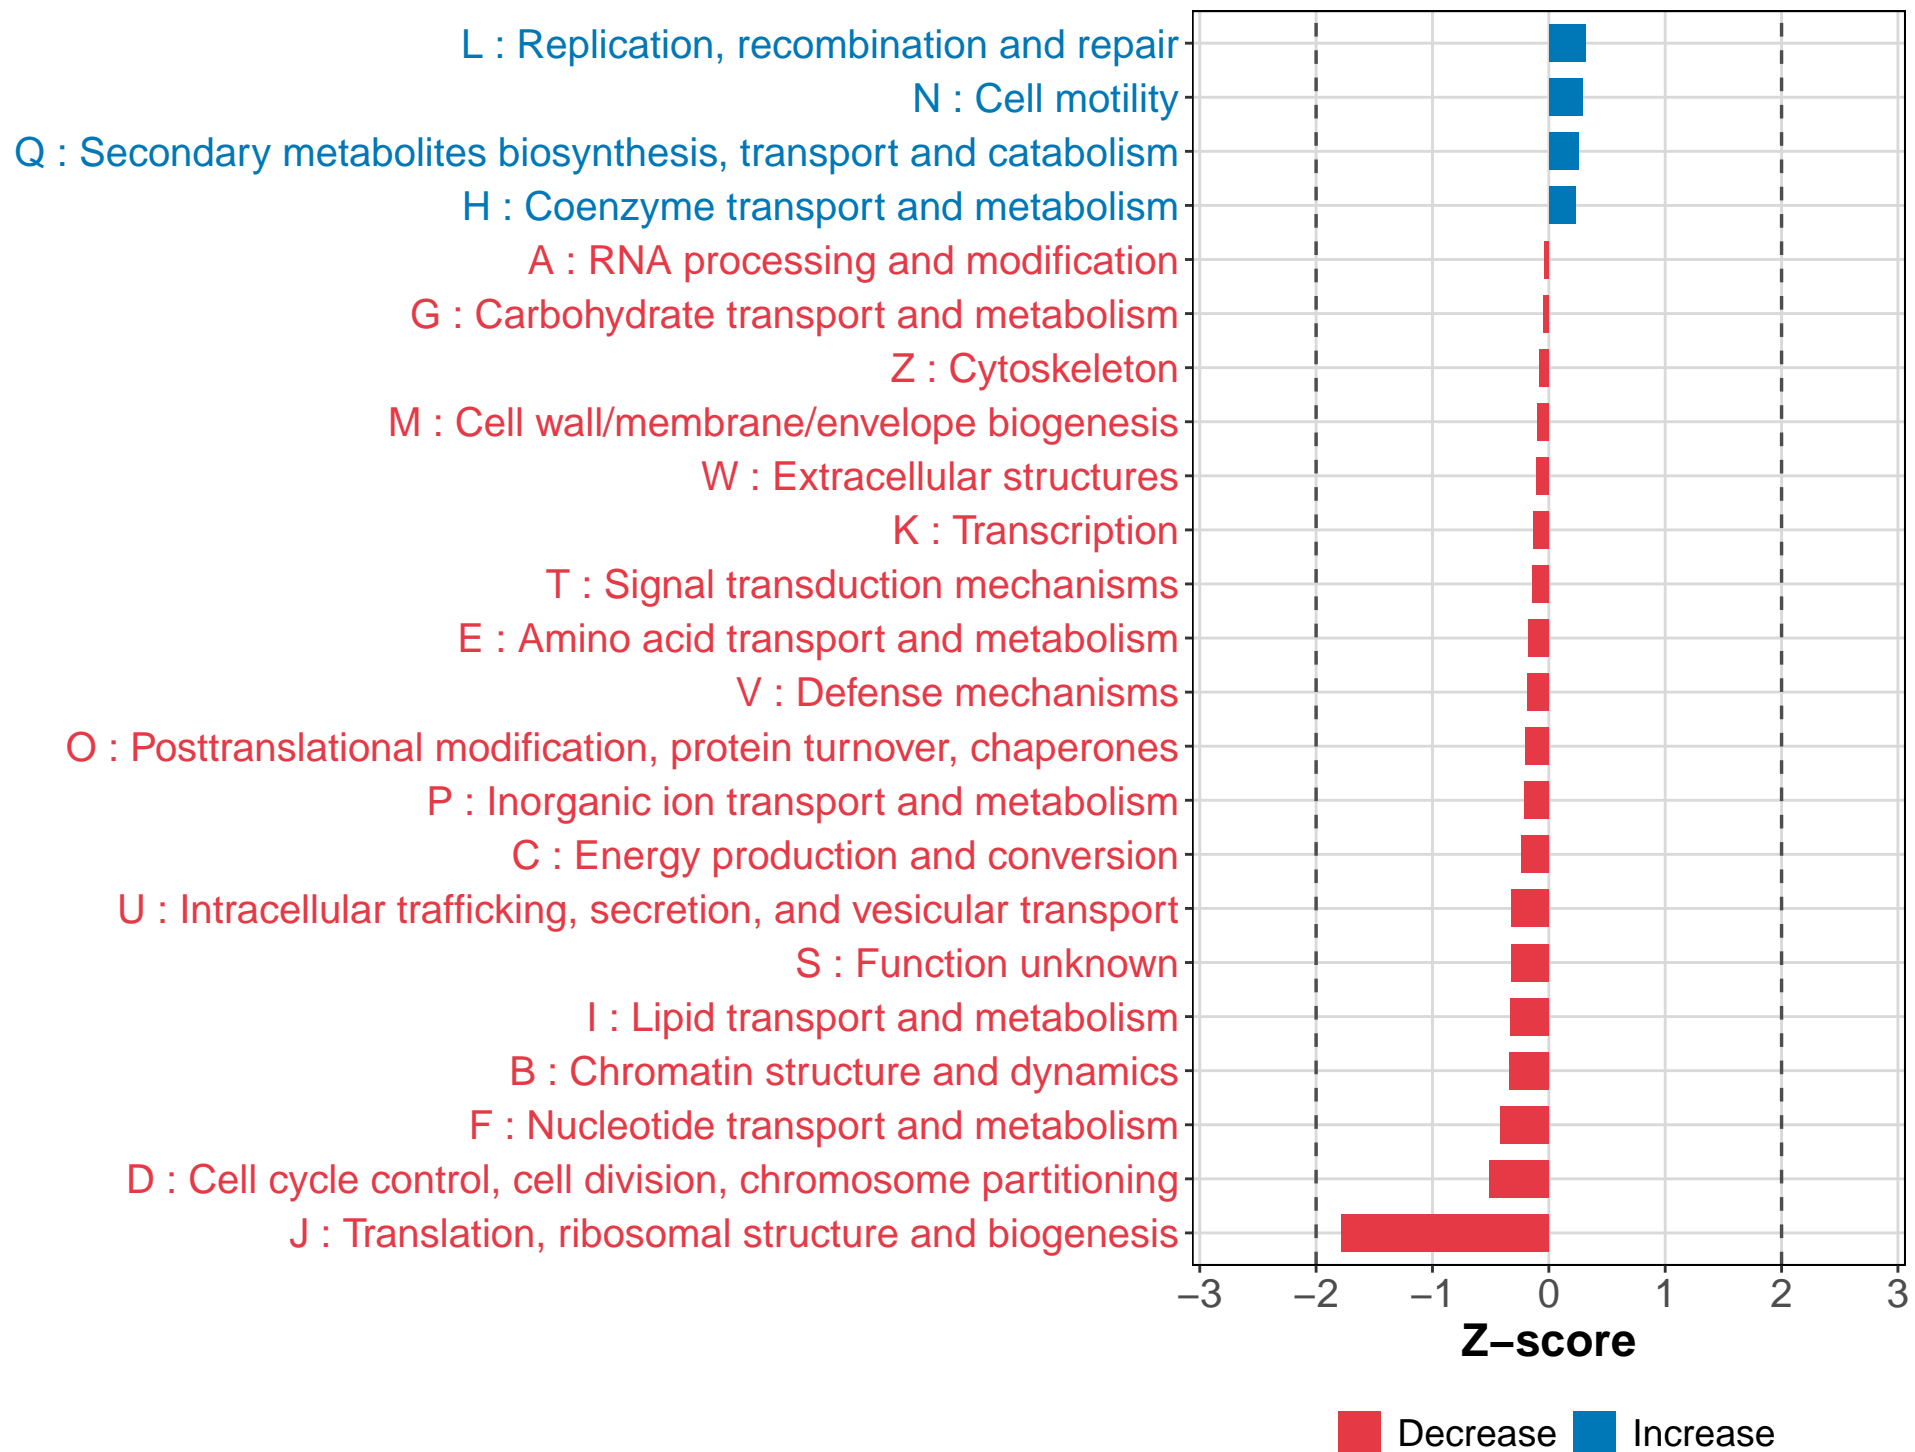 L : Replication, recombination and repair
N : Cell motility
Q : Secondary metabolites biosynthesis, transport and catabolism
H : Coenzyme transport and metabolism
A : RNA processing and modification
G : Carbohydrate transport and metabolism
Z : Cytoskeleton
M : Cell wall/membrane/envelope biogenesis
W : Extracellular structures
K : Transcription
T : Signal transduction mechanisms
E : Amino acid transport and metabolism
V : Defense mechanisms
O : Posttranslational modification, protein turnover, chaperones
P : Inorganic ion transport and metabolism
C : Energy production and conversion
U : Intracellular trafficking, secretion, and vesicular transport
S : Function unknown
I : Lipid transport and metabolism
B : Chromatin structure and dynamics
F : Nucleotide transport and metabolism
D : Cell cycle control, cell division, chromosome partitioning
J : Translation, ribosomal structure and biogenesis
−3 −2 −1 0 1 2 3
Z−score
Decrease Increase